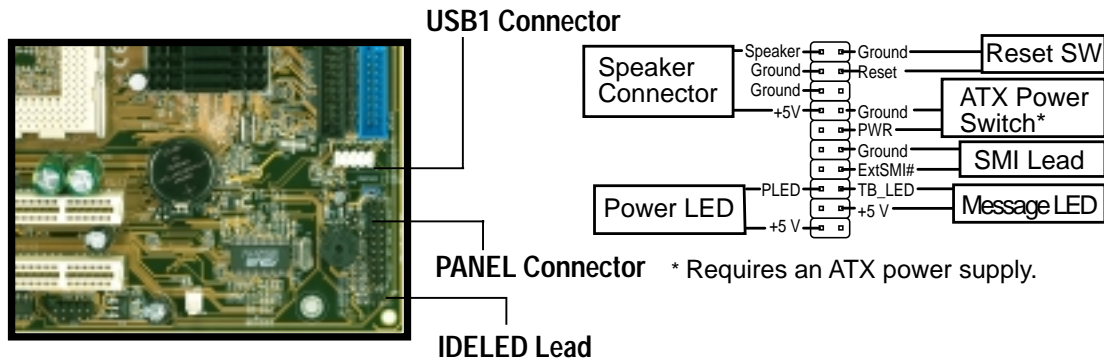 USB1 Connector
PANEL Connector
IDELED Lead
Speaker Connector
Speaker
Ground
Ground
+5V
Power LED
PLED
+5 V
Ground
Reset
Reset SW
Ground
PWR
ATX Power Switch*
Ground
ExtSMI#
SMI Lead
TB_LED
+5 V
Message LED
* Requires an ATX power supply.